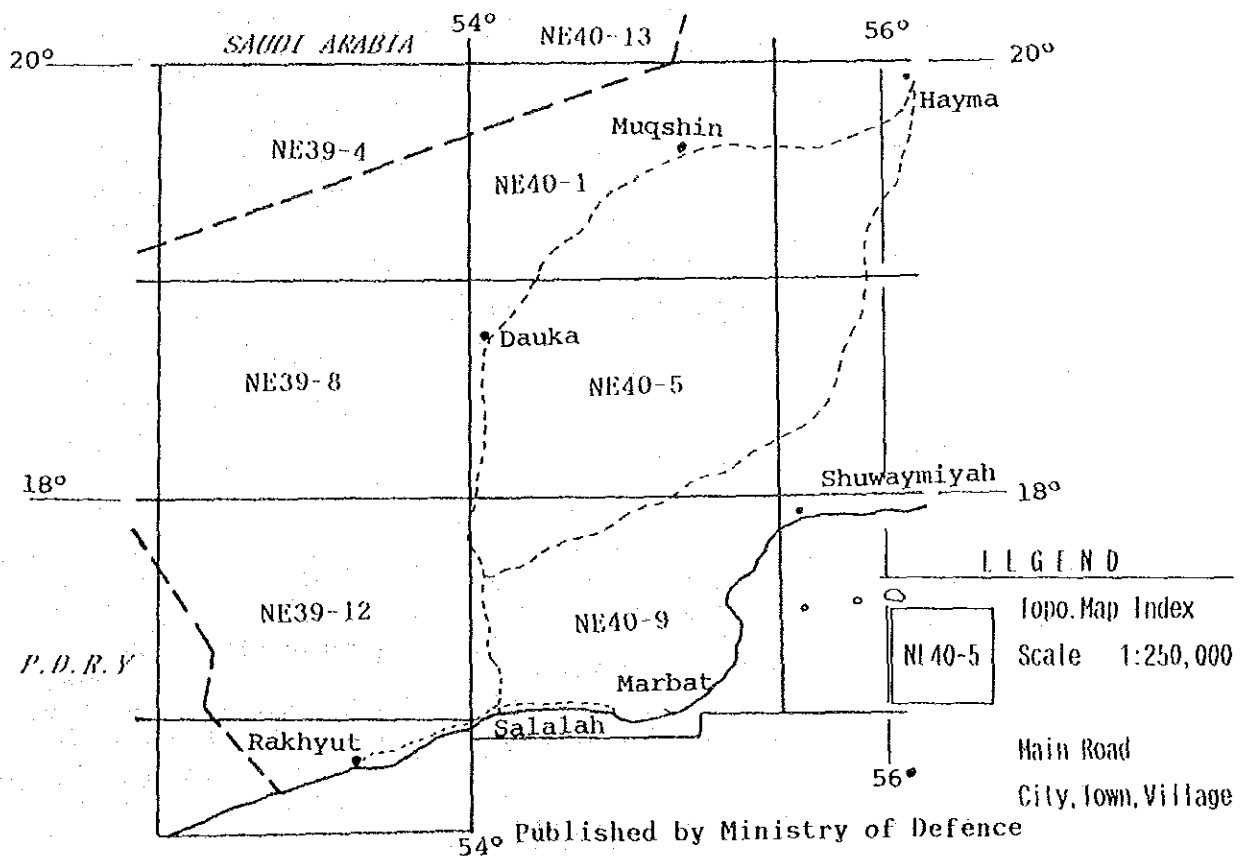 54°
56°
SAUDI ARABIA
NE40-13
20°
20°
Hayma
Muqshin
NE39-4
NE40-1
Dauka
NE39-8
NE40-5
Shuwaymiyah
18°
18°
LEGEND
NE39-12
NE40-9
Topo.Map Index
P.D.R.Y
NE40-5
Scale 1:250,000
Marbat
Salalah
Rakhyut
Main Road
56°
City,Town,Village
54°
Published by Ministry of Defence